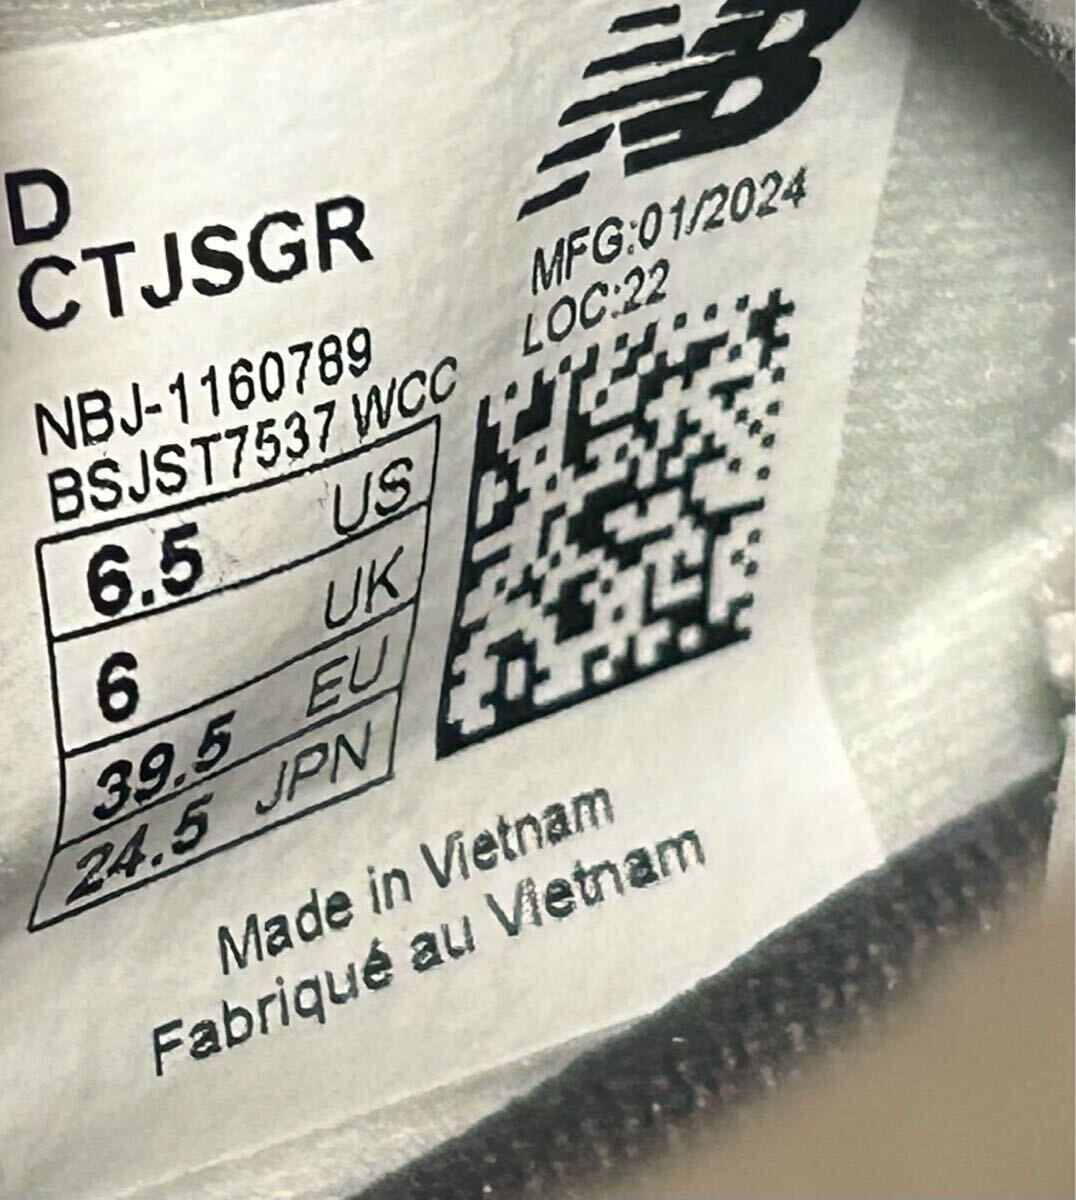 NB
D
CTJSGR
MFG:01/2024
LOC:22
NBJ-1160789
BSJST7537 WCC
6.5 US
6 UK
39.5 EU
24.5 JPN
Made in Vietnam
Fabriqué au Vietnam